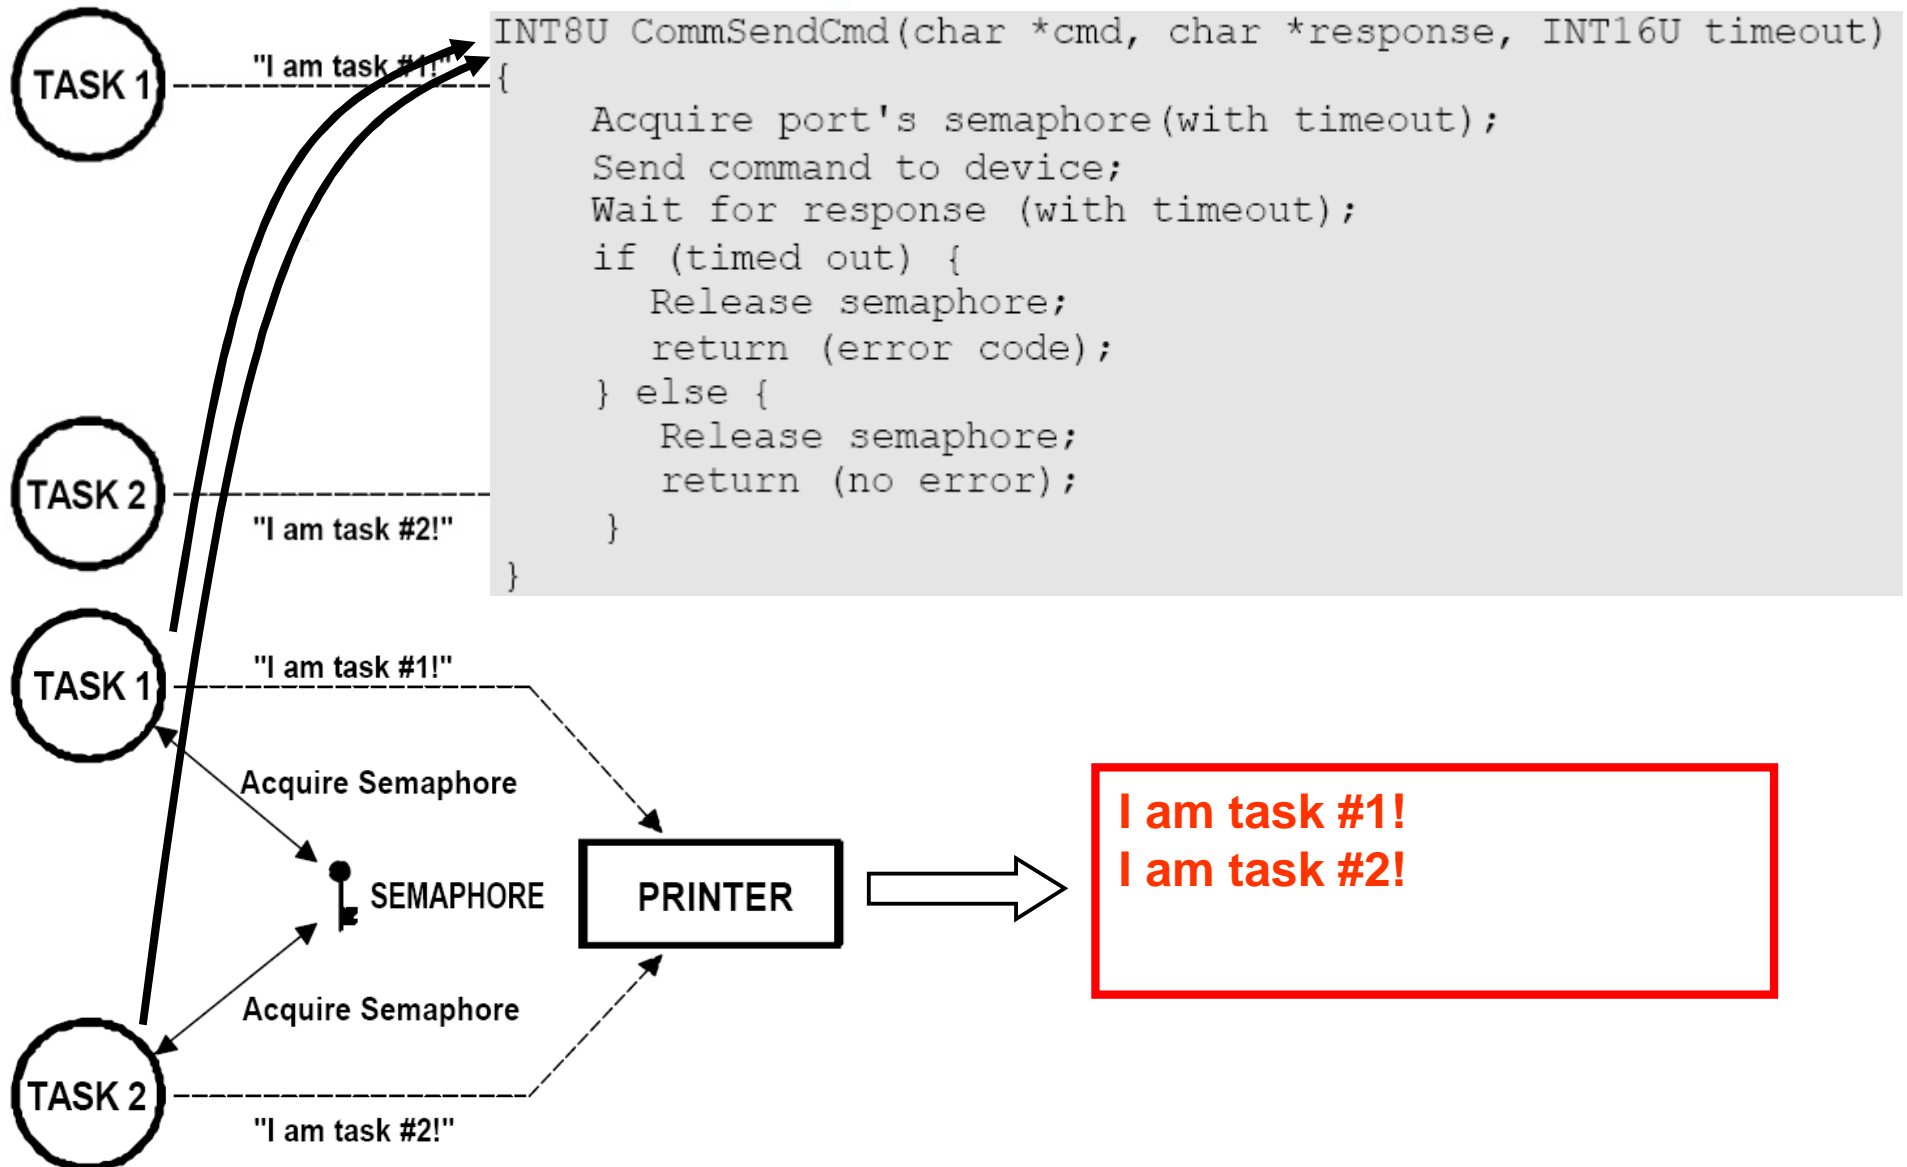 TASK 1
"I am task #1!"
INT8U CommSendCmd(char *cmd, char *response, INT16U timeout)
{
Acquire port's semaphore(with timeout);
Send command to device;
Wait for response (with timeout);
if (timed out) {
Release semaphore;
return (error code);
} else {
Release semaphore;
return (no error);
}
}
TASK 2
"I am task #2!"
TASK 1
"I am task #1!"
Acquire Semaphore
SEMAPHORE
PRINTER
I am task #1!
I am task #2!
Acquire Semaphore
TASK 2
"I am task #2!"